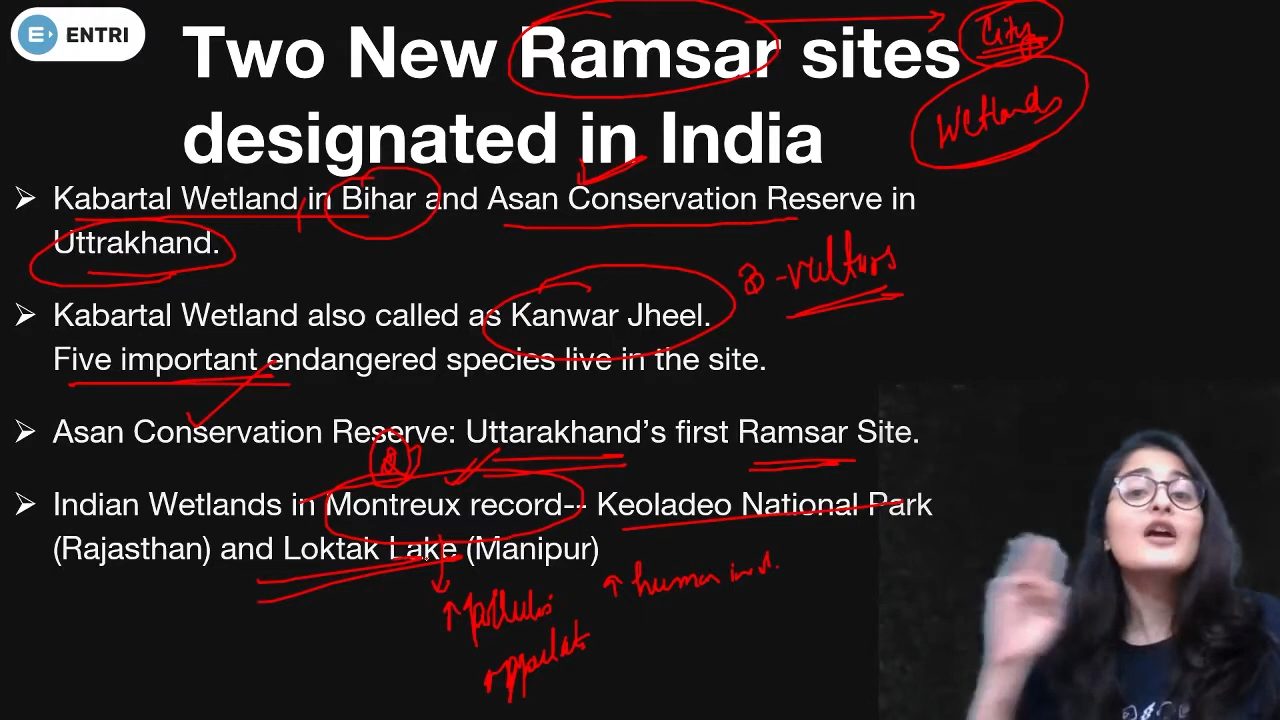 ENTRI
Two New Ramsar sites
designated in India
City
Wetlands
➢ Kabartal Wetland in Bihar and Asan Conservation Reserve in
Uttrakhand.
➢ Kabartal Wetland also called as Kanwar Jheel.
Five important endangered species live in the site.
➢ Asan Conservation Reserve: Uttarakhand's first Ramsar Site.
➢ Indian Wetlands in Montreux record-- Keoladeo National Park
(Rajasthan) and Loktak Lake (Manipur)
↑ human